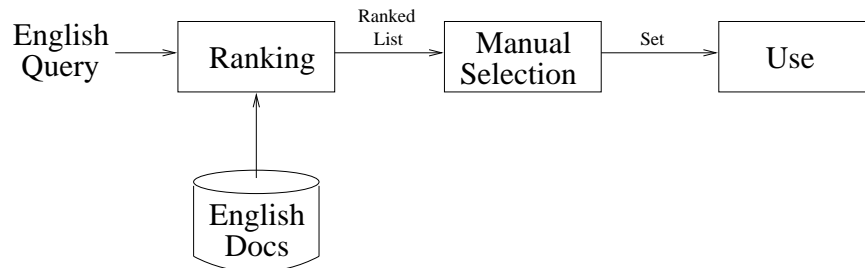 English
Query
Ranking
Ranked
List
Manual
Selection
Set
Use
English
Docs